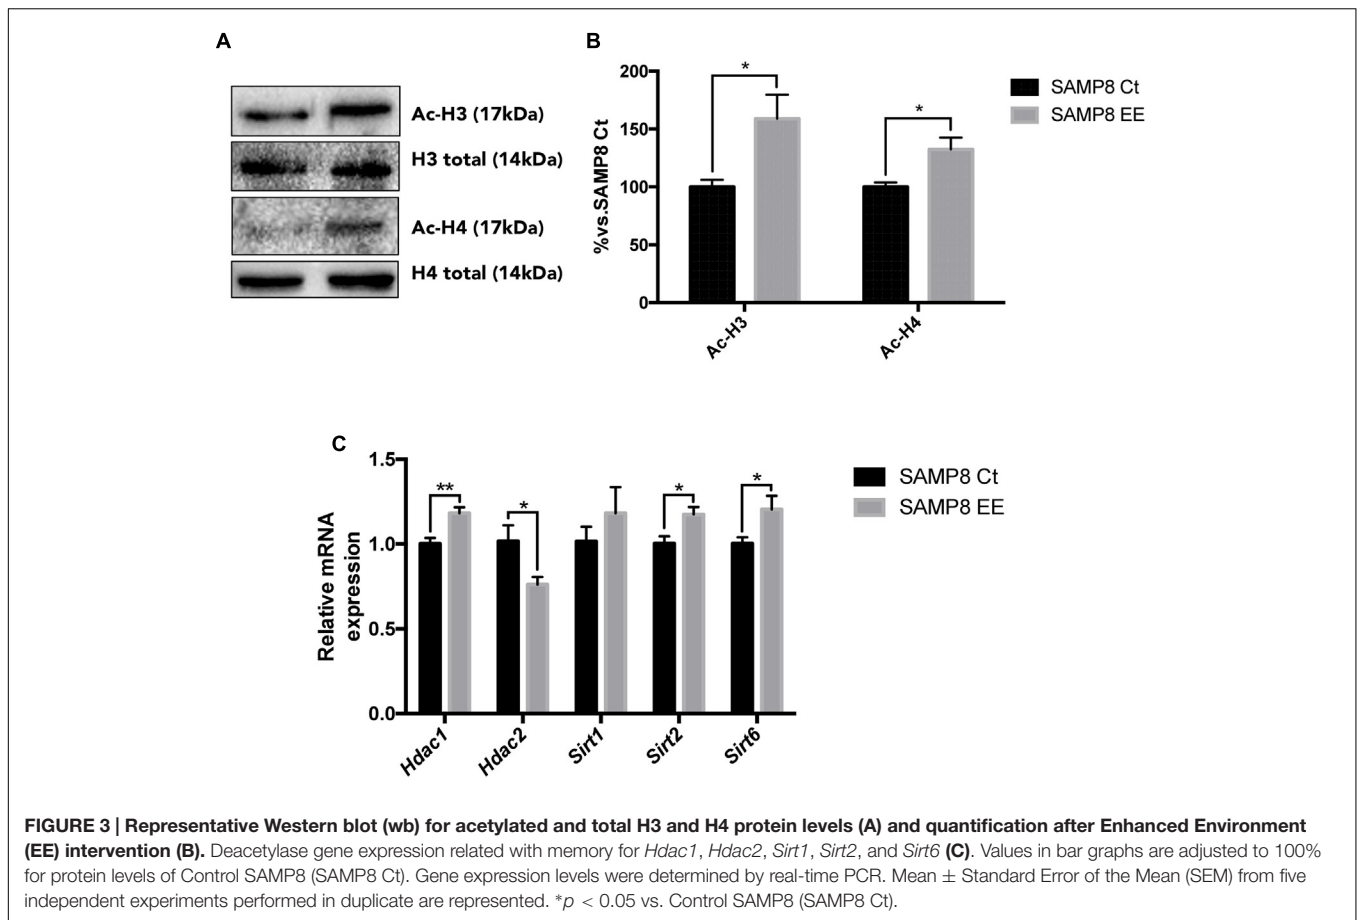 A
Ac-H3 (17kDa)
H3 total (14kDa)
Ac-H4 (17kDa)
H4 total (14kDa)
B
%vs.SAMP8 Ct
200
150
100
50
0
*
*
Ac-H3
Ac-H4
SAMP8 Ct
SAMP8 EE
C
Relative mRNA
expression
1.5
1.0
0.5
0.0
**
*
*
*
Hdac1
Hdac2
Sirt1
Sirt2
Sirt6
SAMP8 Ct
SAMP8 EE
FIGURE 3 | Representative Western blot (wb) for acetylated and total H3 and H4 protein levels (A) and quantification after Enhanced Environment
(EE) intervention (B). Deacetylase gene expression related with memory for Hdac1, Hdac2, Sirt1, Sirt2, and Sirt6 (C). Values in bar graphs are adjusted to 100%
for protein levels of Control SAMP8 (SAMP8 Ct). Gene expression levels were determined by real-time PCR. Mean ± Standard Error of the Mean (SEM) from five
independent experiments performed in duplicate are represented. *p < 0.05 vs. Control SAMP8 (SAMP8 Ct).